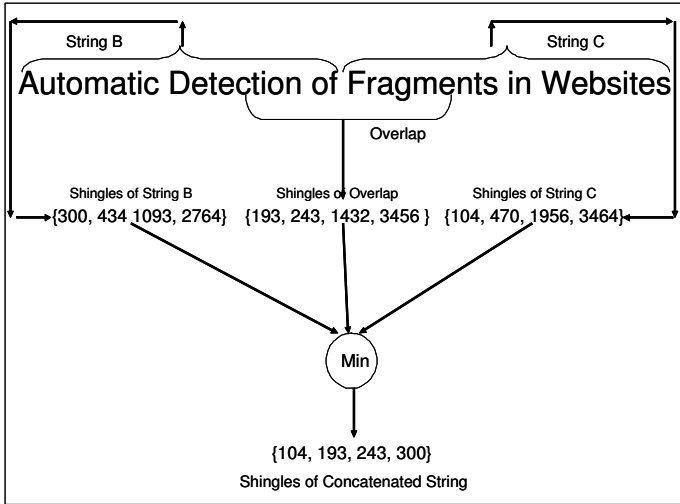 String B
String C
Automatic Detection of Fragments in Websites
Overlap
Shingles of String B
Shingles of Overlap
Shingles of String C
{300, 434 1093, 2764}
{193, 243, 1432, 3456 }
{104, 470, 1956, 3464}
Min
{104, 193, 243, 300}
Shingles of Concatenated String